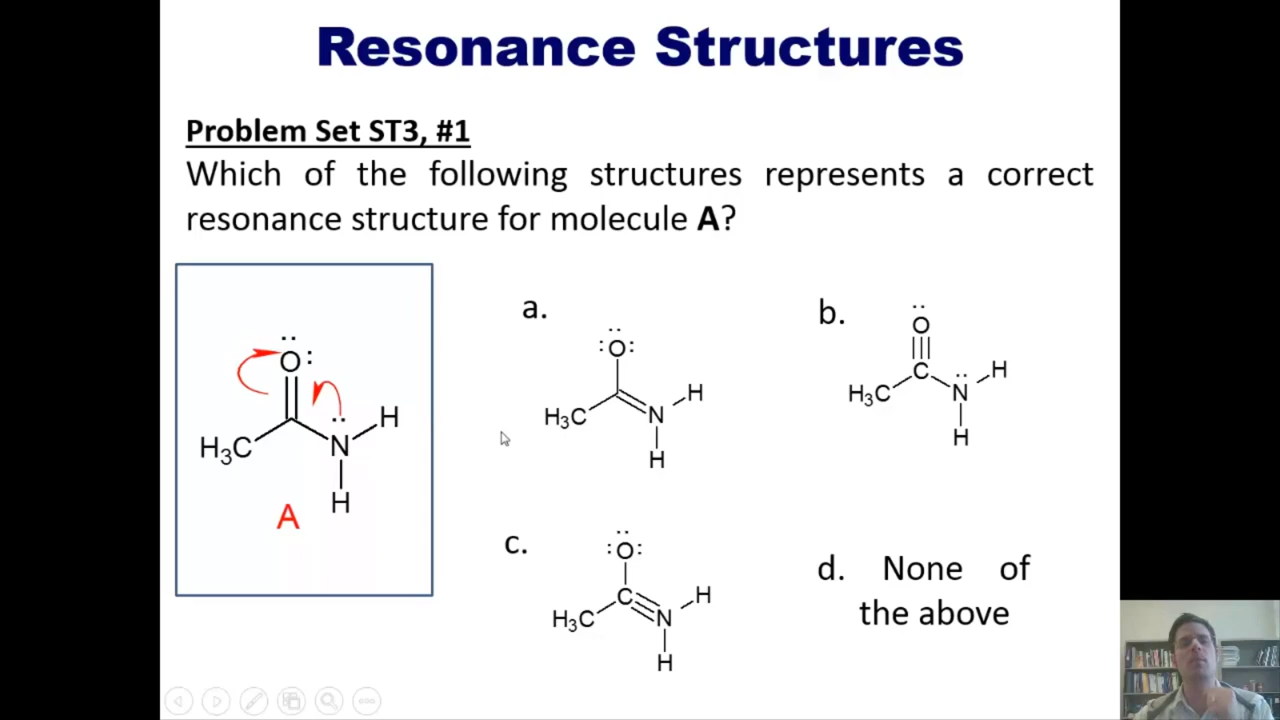 Resonance Structures
Problem Set ST3, #1
Which of the following structures represents a correct
resonance structure for molecule A?
O
H
H₃C
N
H
A
a.
O
H₃C
N
H
H
b.
O
C
H
H₃C
N
H
c.
O
C
H
H₃C
N
H
d. None of
the above